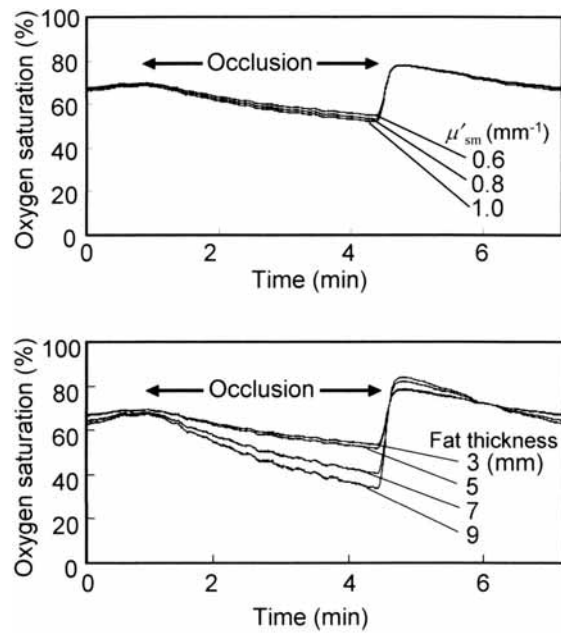 Oxygen saturation (%)
100
80
60
40
20
0
Occlusion
μ′sm (mm-1)
0.6
0.8
1.0
0 2 4 6
Time (min)
Oxygen saturation (%)
100
80
60
40
20
0
Occlusion
Fat thickness
3 (mm)
5
7
9
0 2 4 6
Time (min)